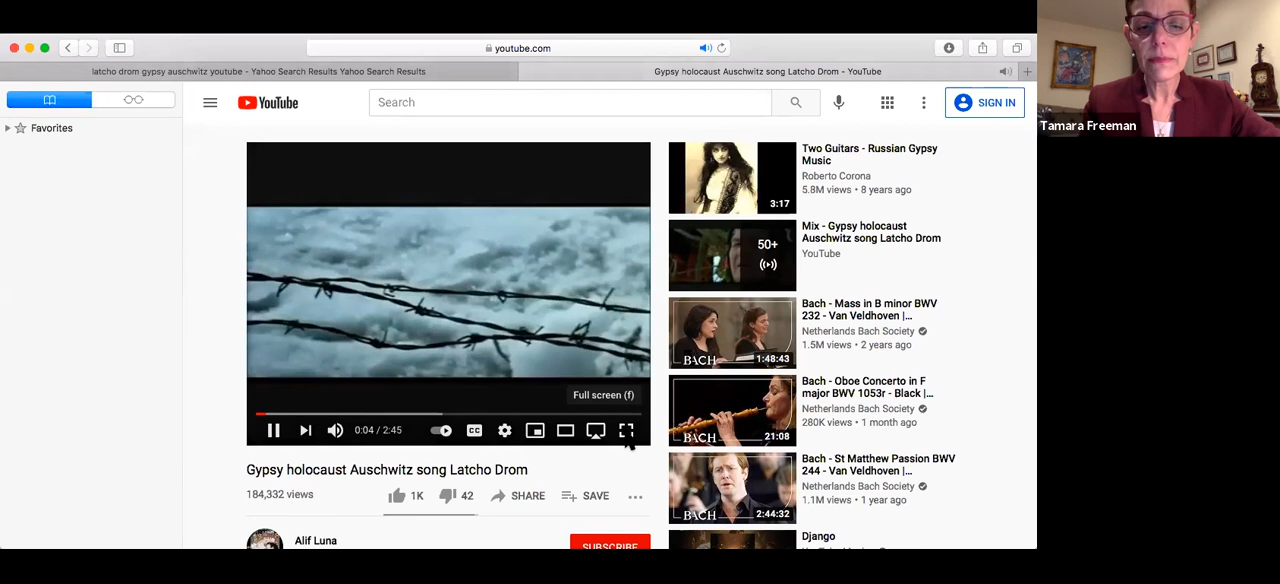 youtube.com
latcho drom gypsy auschwitz youtube - Yahoo Search Results Yahoo Search Results
Gypsy holocaust Auschwitz song Latcho Drom - YouTube
Favorites
YouTube
Search
SIGN IN
Full screen (f)
0:04 / 2:45
CC
Gypsy holocaust Auschwitz song Latcho Drom
184,332 views
1K
42
SHARE
SAVE
Alif Luna
SUBSCRIBE
3:17
Two Guitars - Russian Gypsy
Music
Roberto Corona
5.8M views • 8 years ago
50+
Mix - Gypsy holocaust
Auschwitz song Latcho Drom
YouTube
BACH
1:48:43
Bach - Mass in B minor BWV
232 - Van Veldhoven |...
Netherlands Bach Society
1.5M views • 2 years ago
BACH
21:08
Bach - Oboe Concerto in F
major BWV 1053r - Black |...
Netherlands Bach Society
280K views • 1 month ago
BACH
2:44:32
Bach - St Matthew Passion BWV
244 - Van Veldhoven |...
Netherlands Bach Society
1.1M views • 1 year ago
Django
Tamara Freeman